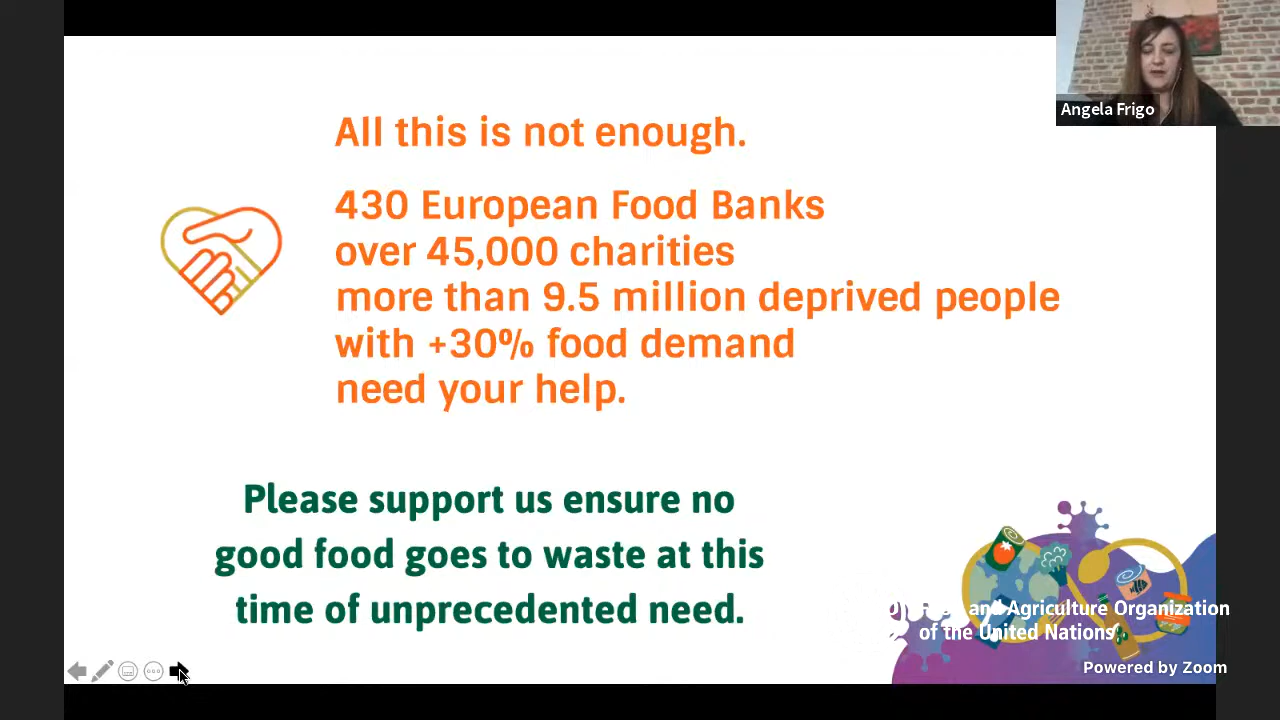 Angela Frigo
All this is not enough.
430 European Food Banks
over 45,000 charities
more than 9.5 million deprived people
with +30% food demand
need your help.
Please support us ensure no
good food goes to waste at this
time of unprecedented need.
and Agriculture Organization
of the United Nations
Powered by Zoom